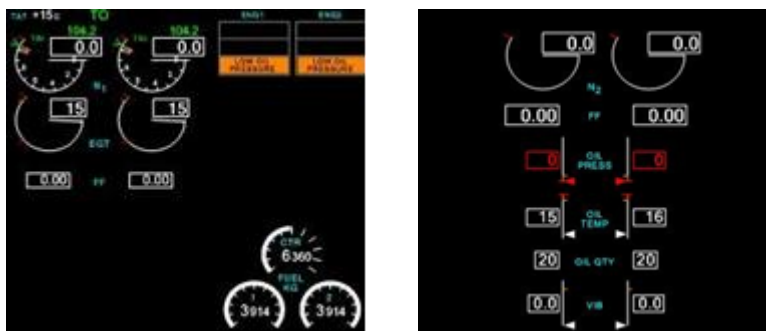 TAT +15c TO
104.2 104.2
0.0 0.0
N1
15 15
EGT
0.00 FF 0.00
ENG1 ENG2
LOW OIL PRESSURE LOW OIL PRESSURE
CTR
6360
FUEL
KG
1 2
3914 3914
0.0 0.0
N2
0.00 FF 0.00
0 OIL PRESS 0
15 OIL TEMP 16
20 OIL QTY 20
0.0 VIB 0.0